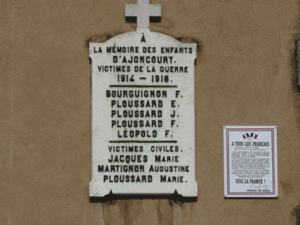 À
LA MÉMOIRE DES ENFANTS
D'AJONCOURT.
VICTIMES DE LA GUERRE
1914 — 1918.
BOURGUIGNON F.
PLOUSSARD E.
PLOUSSARD J.
PLOUSSARD F.
LÉOPOLD F.
VICTIMES CIVILES.
JACQUES MARIE
MARTIGNON AUGUSTINE
PLOUSSARD MARIE.
A TOUS LES FRANÇAIS
VIVE LA FRANCE !